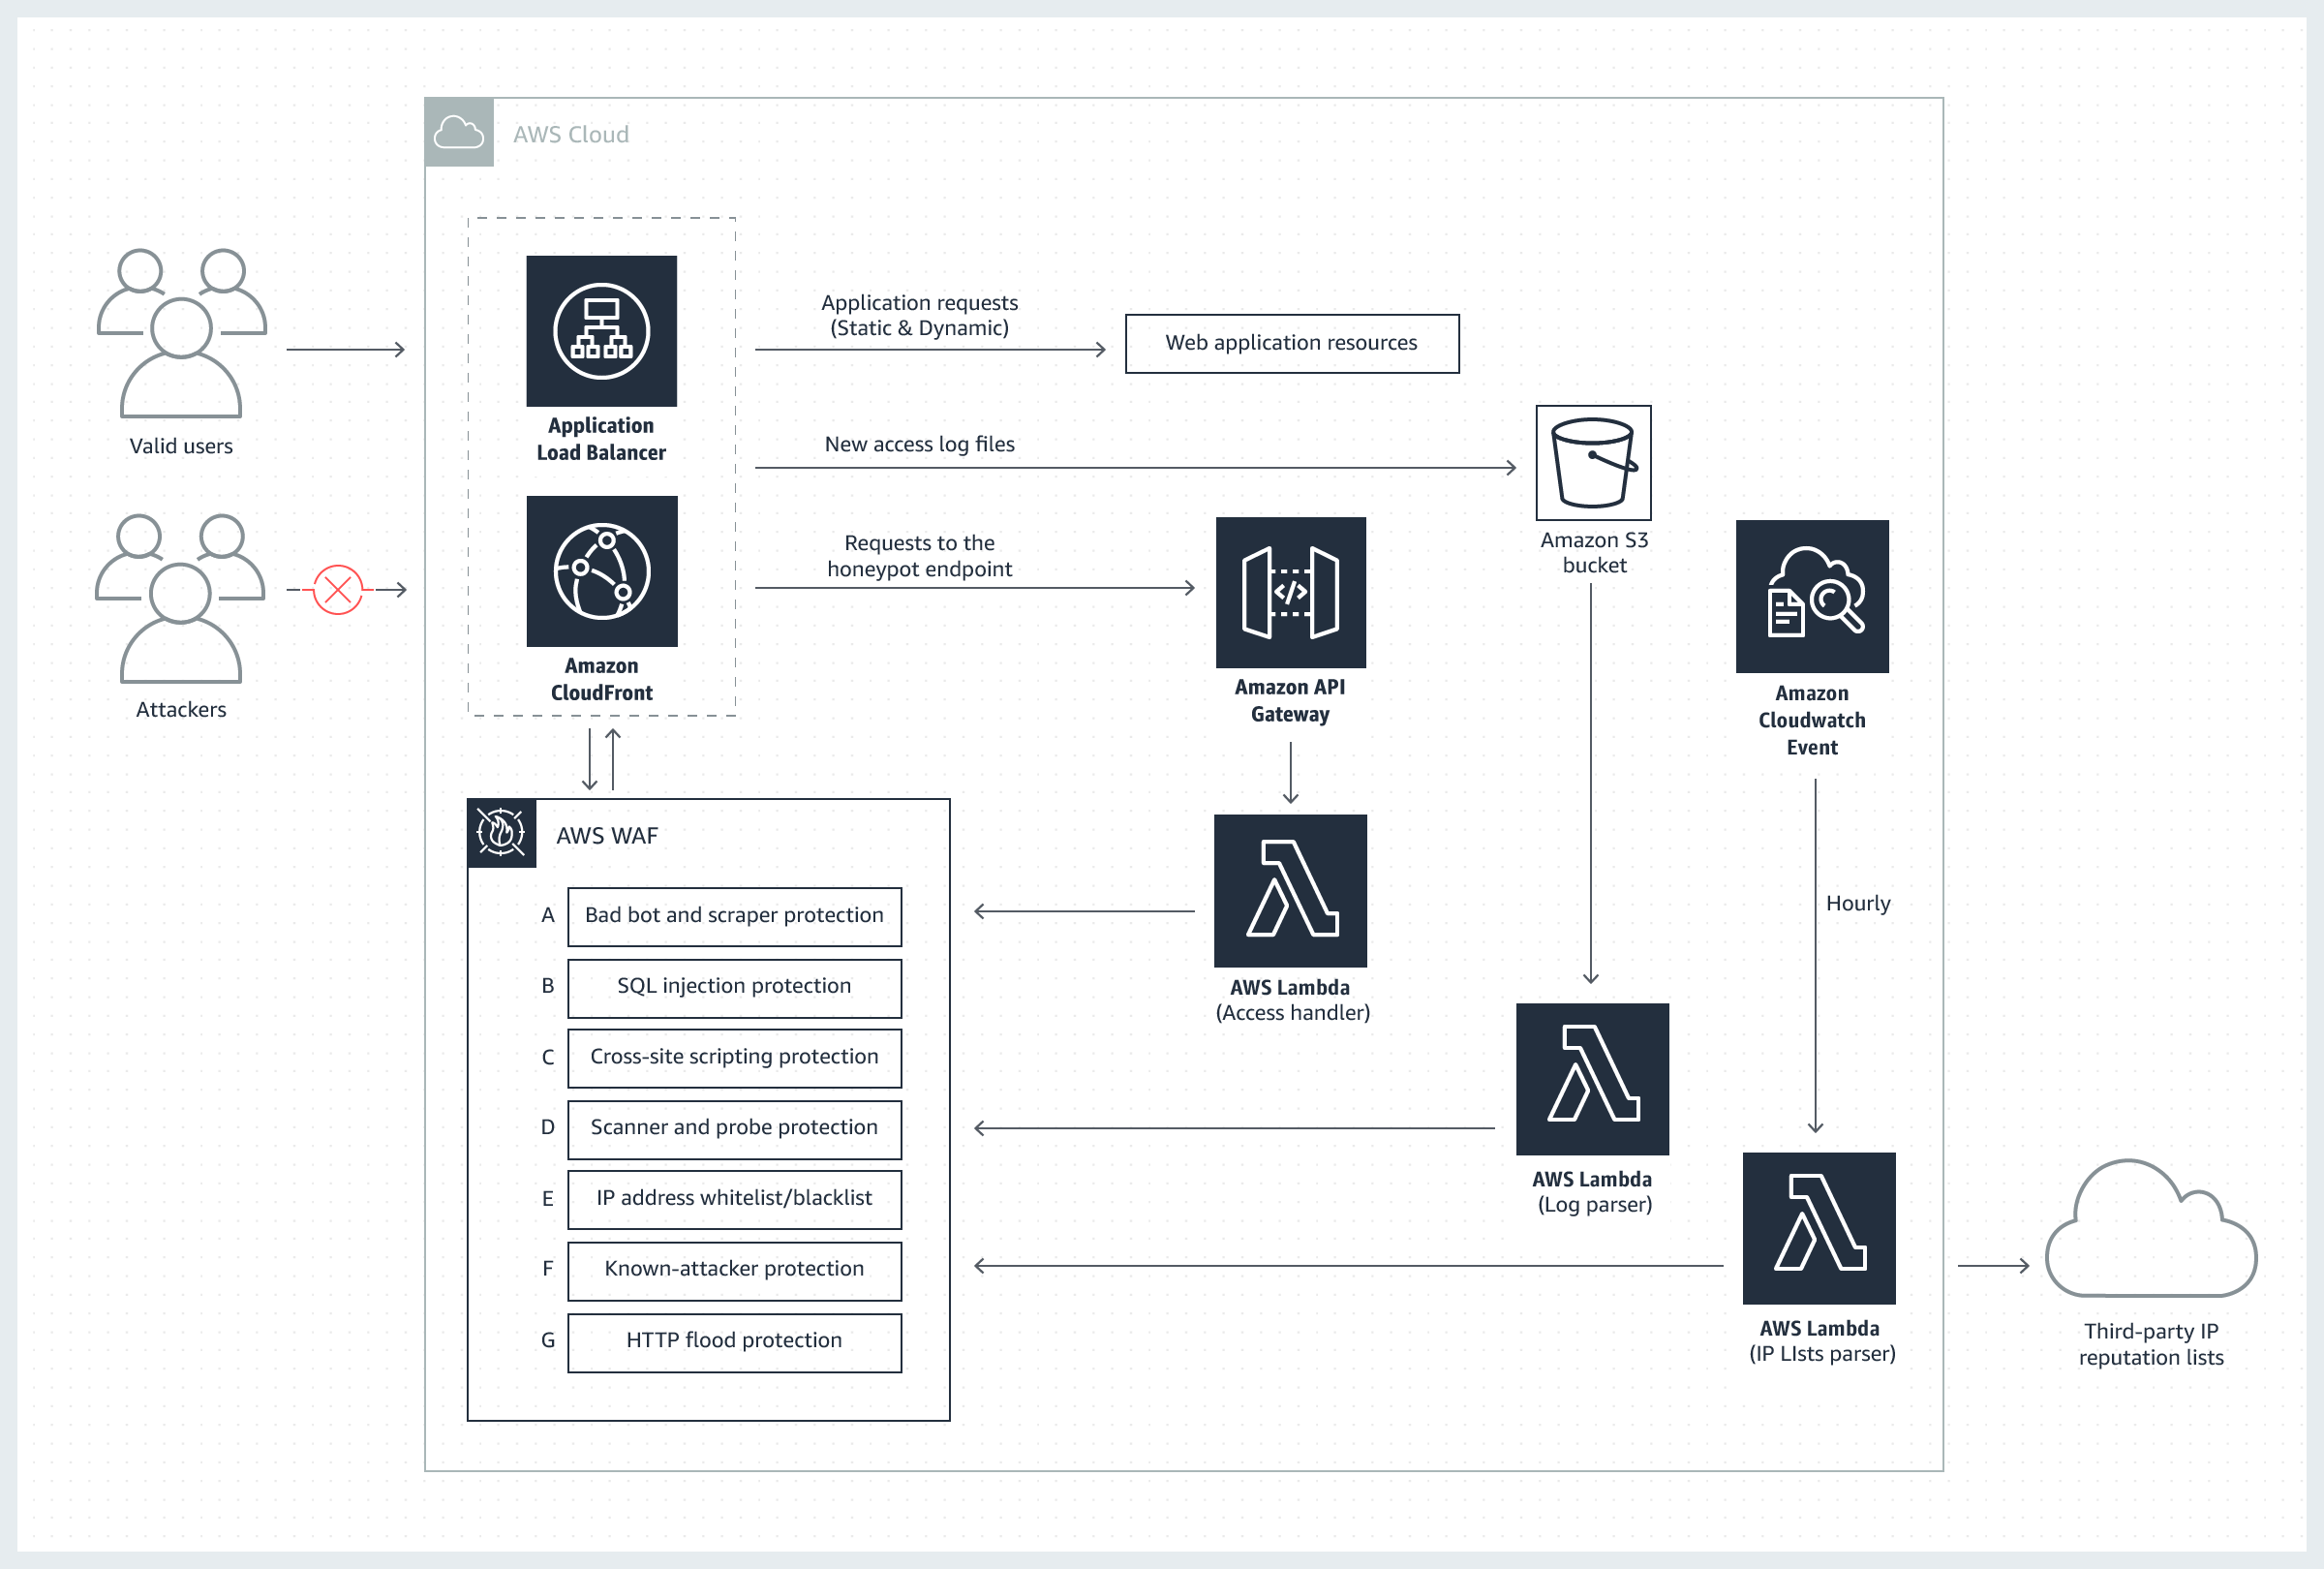 AWS Cloud
Valid users
Attackers
Application
Load Balancer
Amazon
CloudFront
Application requests
(Static & Dynamic)
Web application resources
New access log files
Requests to the
honeypot endpoint
Amazon S3
bucket
Amazon API
Gateway
Amazon
Cloudwatch
Event
AWS WAF
A
Bad bot and scraper protection
B
SQL injection protection
C
Cross-site scripting protection
D
Scanner and probe protection
E
IP address whitelist/blacklist
F
Known-attacker protection
G
HTTP flood protection
AWS Lambda
(Access handler)
Hourly
AWS Lambda
(Log parser)
AWS Lambda
(IP LIsts parser)
Third-party IP
reputation lists